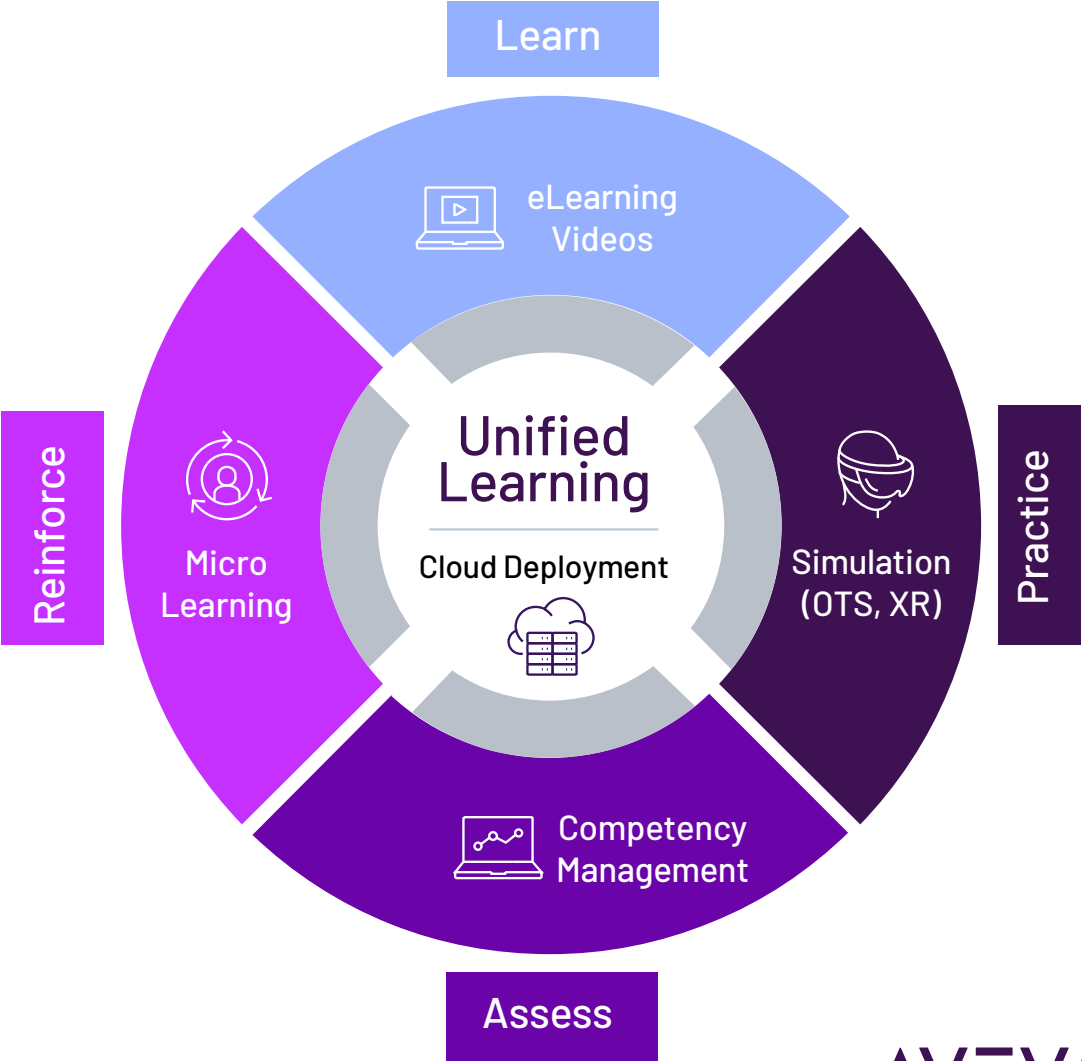 Learn
eLearning
Videos
Unified
Learning
Cloud Deployment
Simulation
(OTS, XR)
Practice
Reinforce
Micro
Learning
Competency
Management
Assess